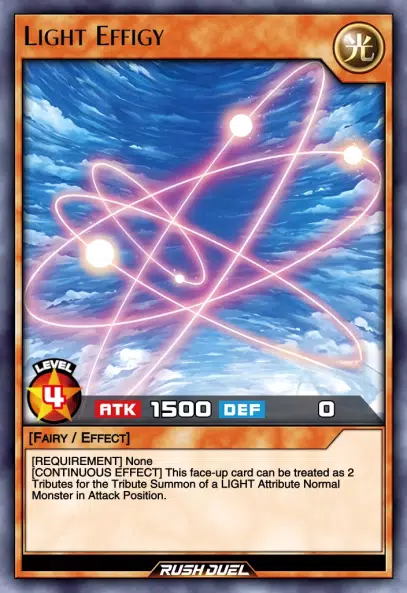 Light Effigy
光
LEVEL
4
ATK 1500 DEF 0
[Fairy / Effect]
[REQUIREMENT] None
[CONTINUOUS EFFECT] This face-up card can be treated as 2
Tributes for the Tribute Summon of a LIGHT Attribute Normal
Monster in Attack Position.
RUSH DUEL